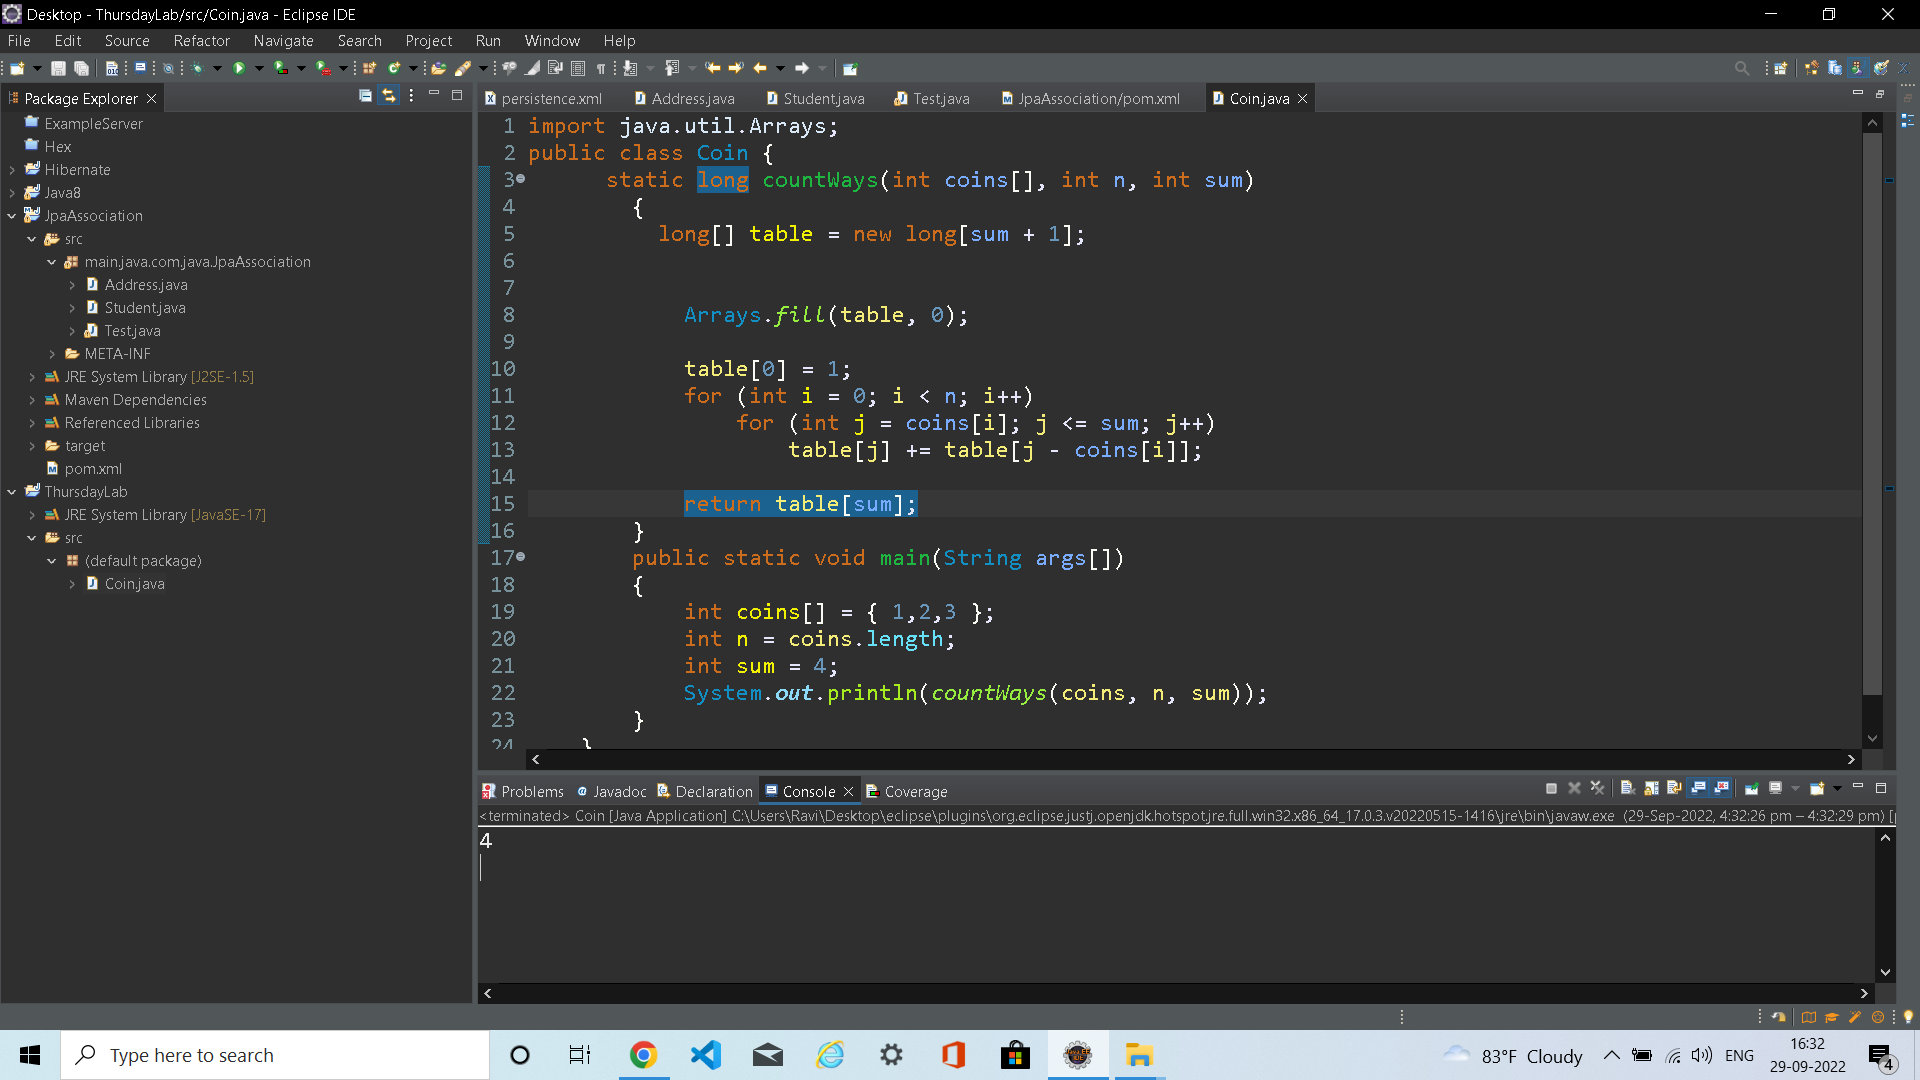 Desktop - ThursdayLab/src/Coin.java - Eclipse IDE
File Edit Source Refactor Navigate Search Project Run Window Help
Package Explorer
ExampleServer
Hex
Hibernate
Java8
JpaAssociation
src
main.java.com.java.JpaAssociation
Address.java
Student.java
Test.java
META-INF
JRE System Library [J2SE-1.5]
Maven Dependencies
Referenced Libraries
target
pom.xml
ThursdayLab
JRE System Library [JavaSE-17]
src
(default package)
Coin.java
persistence.xml Address.java Student.java Test.java JpaAssociation/pom.xml Coin.java
1 import java.util.Arrays;
2 public class Coin {
3 static long countWays(int coins[], int n, int sum)
4 {
5 long[] table = new long[sum + 1];
6
7
8 Arrays.fill(table, 0);
9
10 table[0] = 1;
11 for (int i = 0; i < n; i++)
12 for (int j = coins[i]; j <= sum; j++)
13 table[j] += table[j - coins[i]];
14
15 return table[sum];
16 }
17 public static void main(String args[])
18 {
19 int coins[] = { 1,2,3 };
20 int n = coins.length;
21 int sum = 4;
22 System.out.println(countWays(coins, n, sum));
23 }
24 }
Problems Javadoc Declaration Console Coverage
<terminated> Coin [Java Application] C:\Users\Ravi\Desktop\eclipse\plugins\org.eclipse.justj.openjdk.hotspot.jre.full.win32.x86_64_17.0.3.v20220515-1416\jre\bin\javaw.exe (29-Sep-2022, 4:32:26 pm – 4:32:29 pm) [
4
Type here to search
83°F Cloudy
ENG
16:32
29-09-2022
4